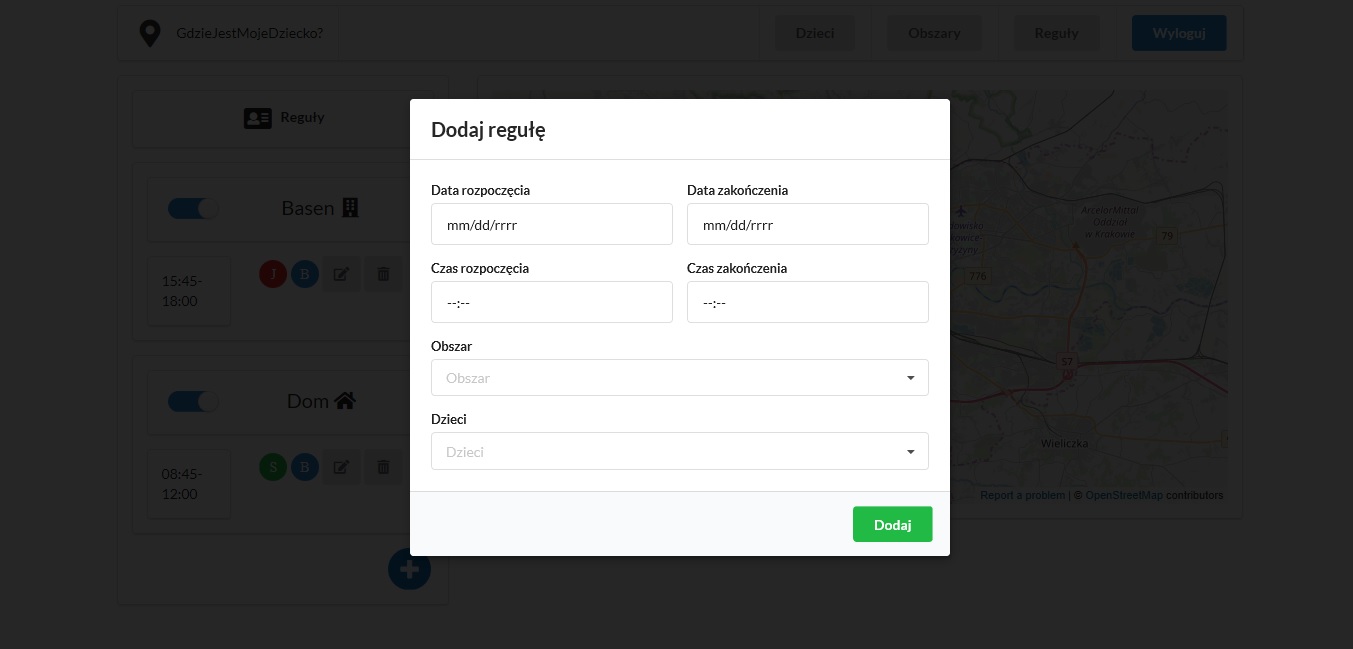 GdzieJestMojeDziecko?
Dzieci
Obszary
Reguły
Wyloguj
Reguły
Basen
15:45-
18:00
J
B
Dom
08:45-
12:00
S
B
Dodaj regułę
Data rozpoczęcia
Data zakończenia
mm/dd/rrrr
mm/dd/rrrr
Czas rozpoczęcia
Czas zakończenia
--:--
--:--
Obszar
Obszar
Dzieci
Dzieci
Dodaj
ArcelorMittal
Oddział
w Krakowie
79
776
S7
Wieliczka
Report a problem | © OpenStreetMap contributors